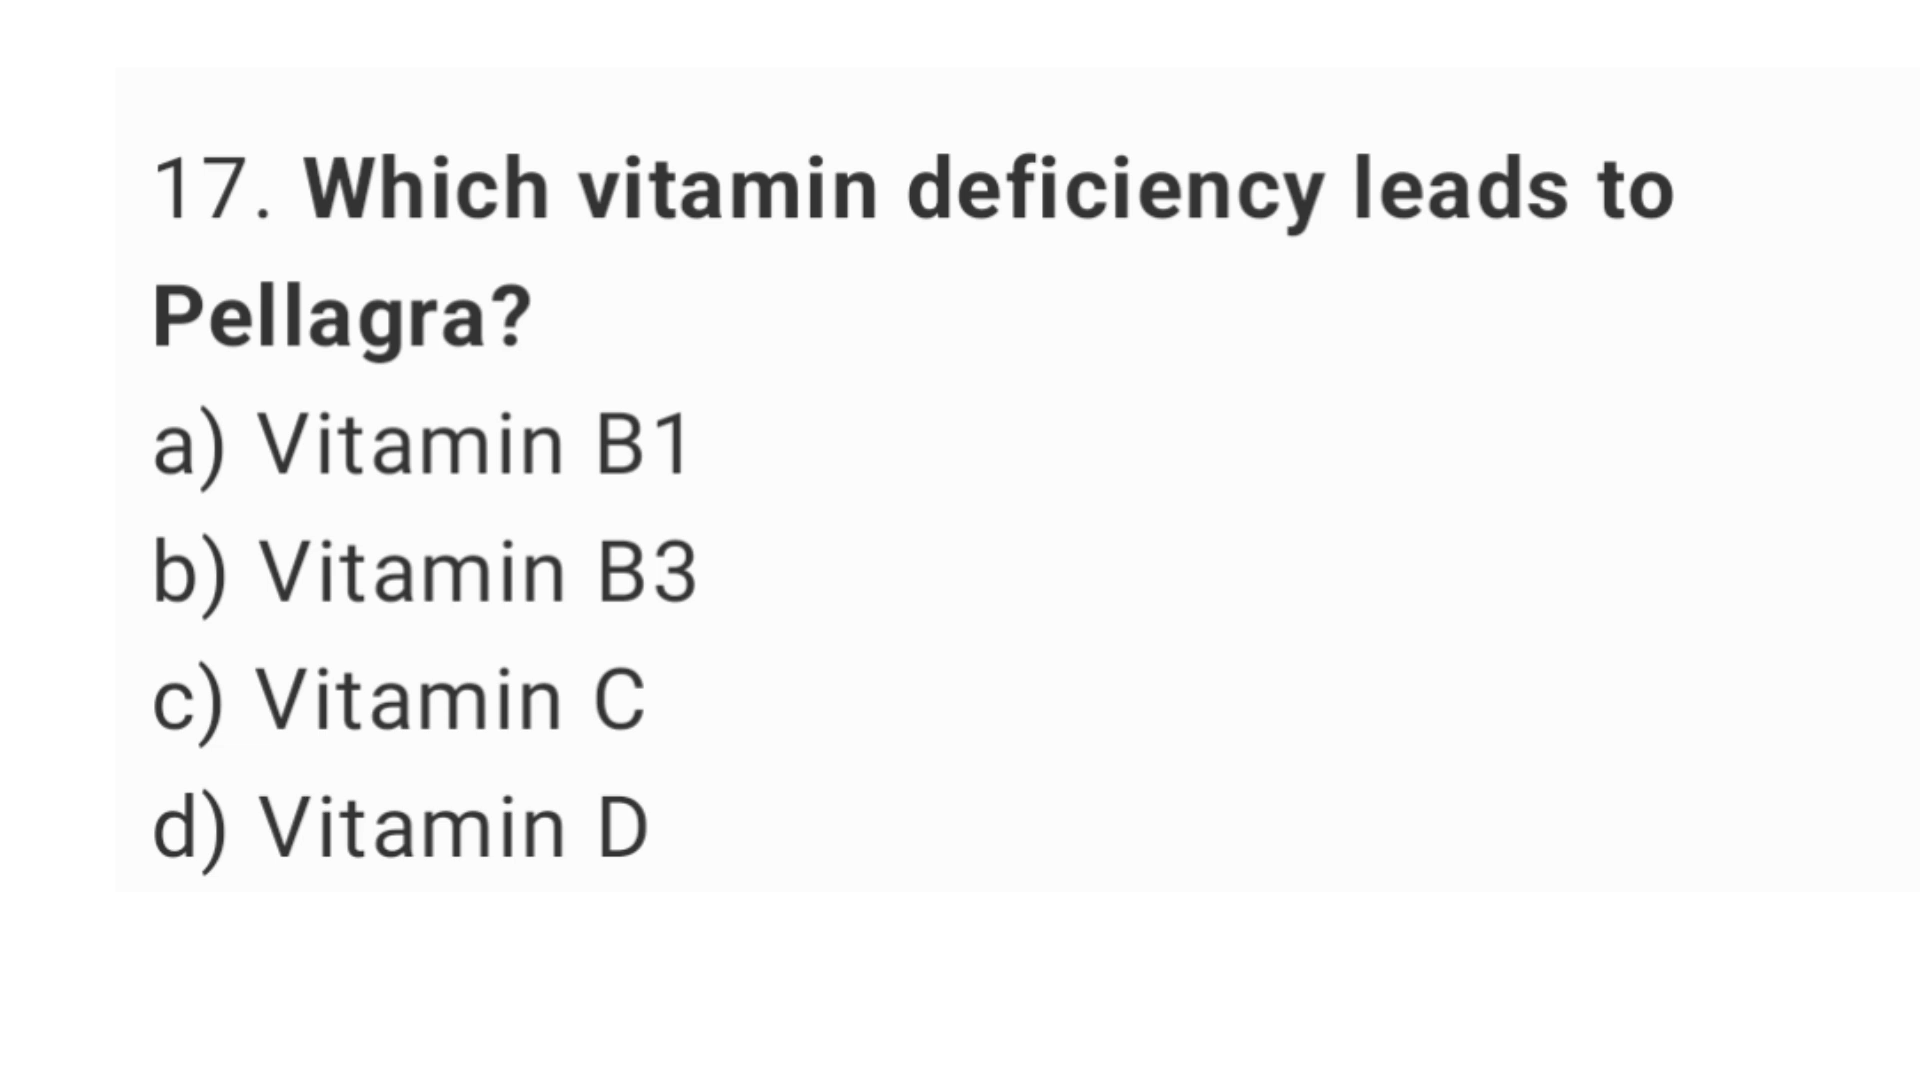 17. Which vitamin deficiency leads to
Pellagra?
a) Vitamin B1
b) Vitamin B3
c) Vitamin C
d) Vitamin D